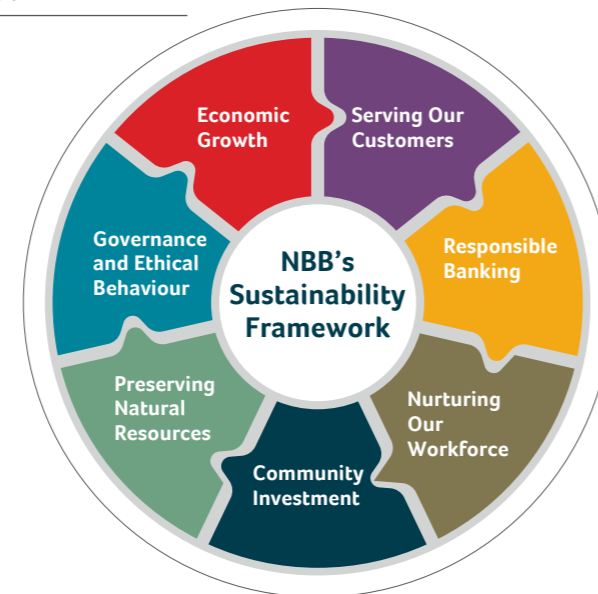 Economic
Growth
Serving Our
Customers
Governance
and Ethical
Behaviour
NBB's
Sustainability
Framework
Responsible
Banking
Preserving
Natural
Resources
Nurturing
Our
Workforce
Community
Investment